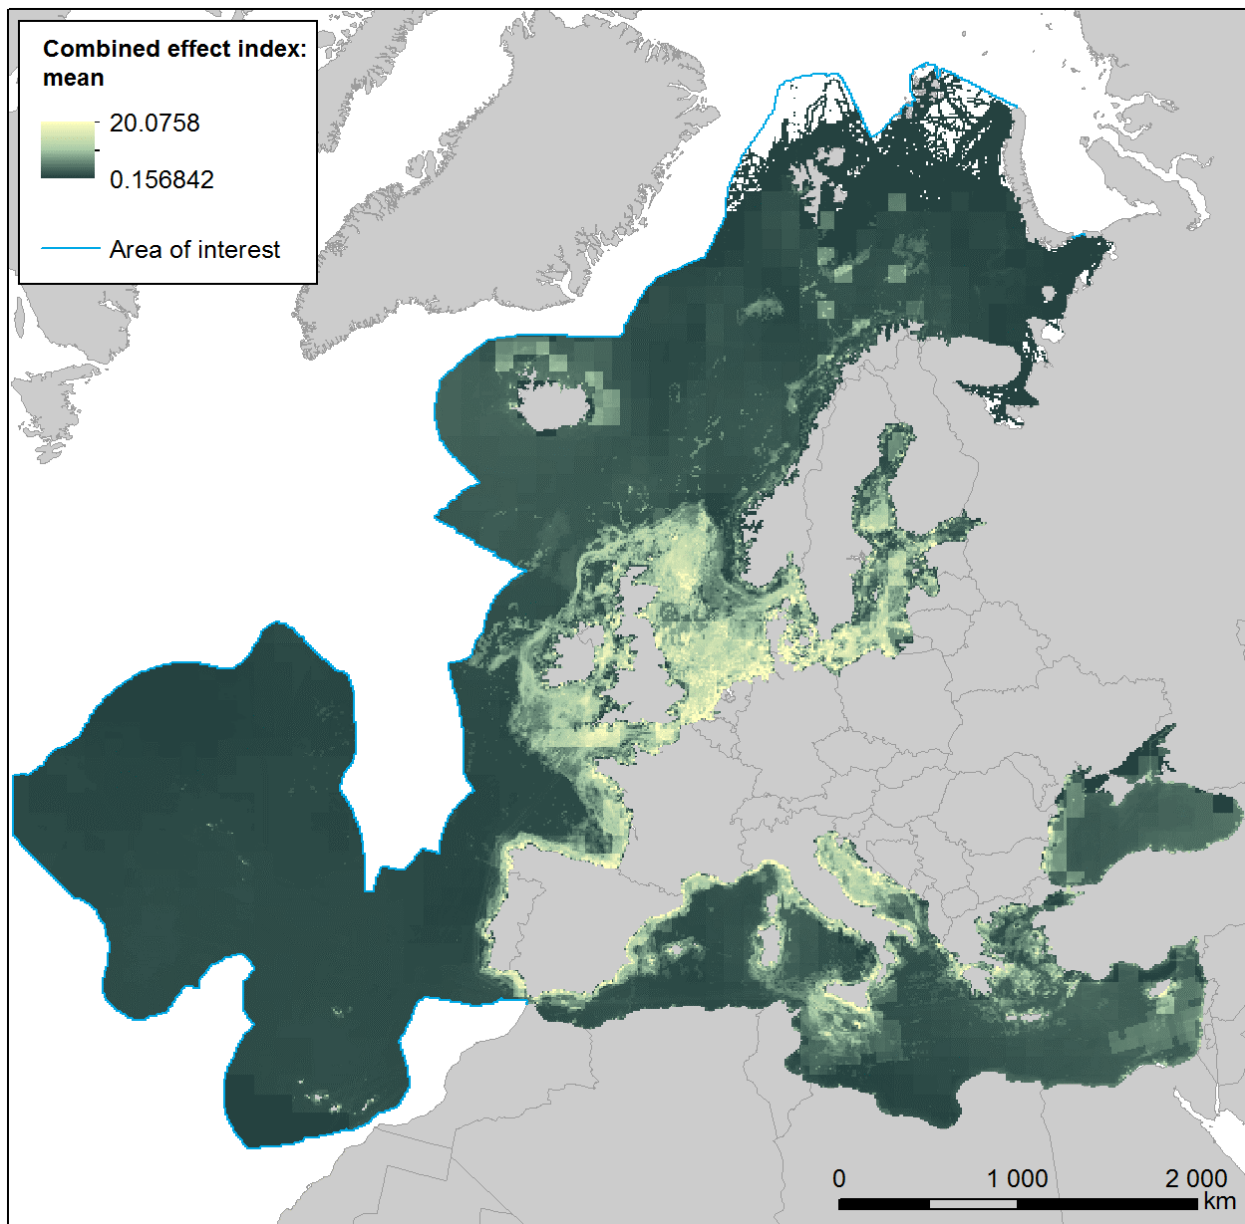 Combined effect index:
mean
20.0758
0.156842
Area of interest
0 1 000 2 000
km